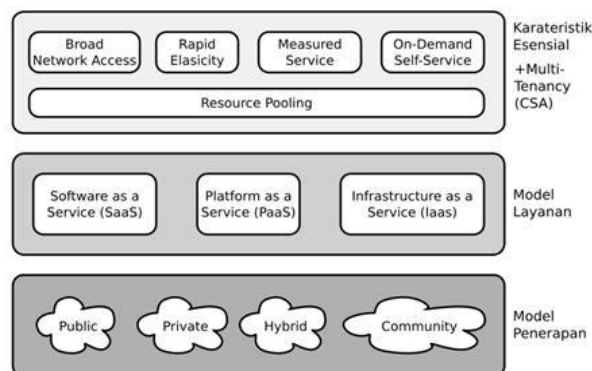 Broad
Network Access
Rapid
Elasticity
Measured
Service
On-Demand
Self-Service
Resource Pooling
Karateristik
Esensial
+Multi-
Tenancy
(CSA)
Software as a
Service (SaaS)
Platform as a
Service (PaaS)
Infrastructure as a
Service (Iaas)
Model
Layanan
Public
Private
Hybrid
Community
Model
Penerapan